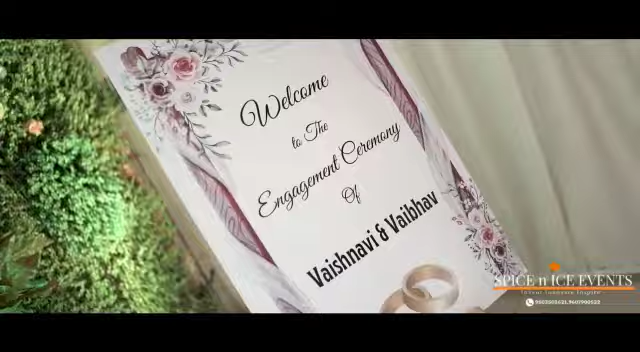 Welcome
to The
Engagement Ceremony
Of
Vaishnavi & Vaibhav
SPICE n ICE EVENTS